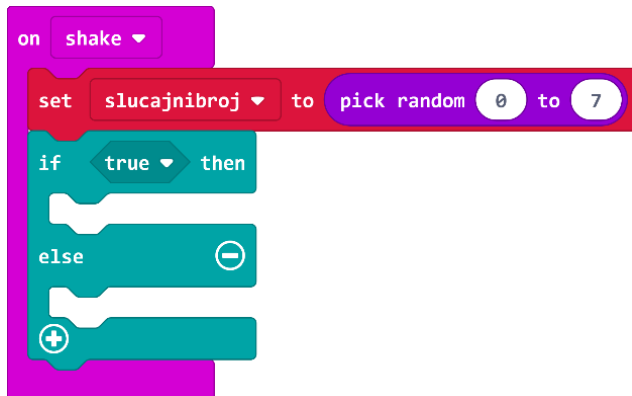 on shake
set slucajnibroj to pick random 0 to 7
if true then
else